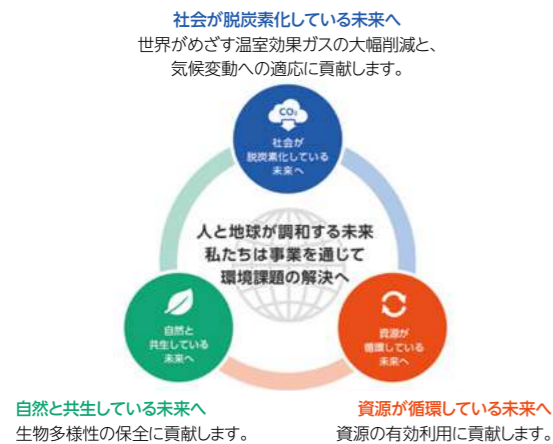 社会が脱炭素化している未来へ
世界がめざす温室効果ガスの大幅削減と、
気候変動への適応に貢献します。
CO₂
社会が
脱炭素化している
未来へ
人と地球が調和する未来
私たちは事業を通じて
環境課題の解決へ
自然と
共生している
未来へ
資源が
循環している
未来へ
自然と共生している未来へ
生物多様性の保全に貢献します。
資源が循環している未来へ
資源の有効利用に貢献します。